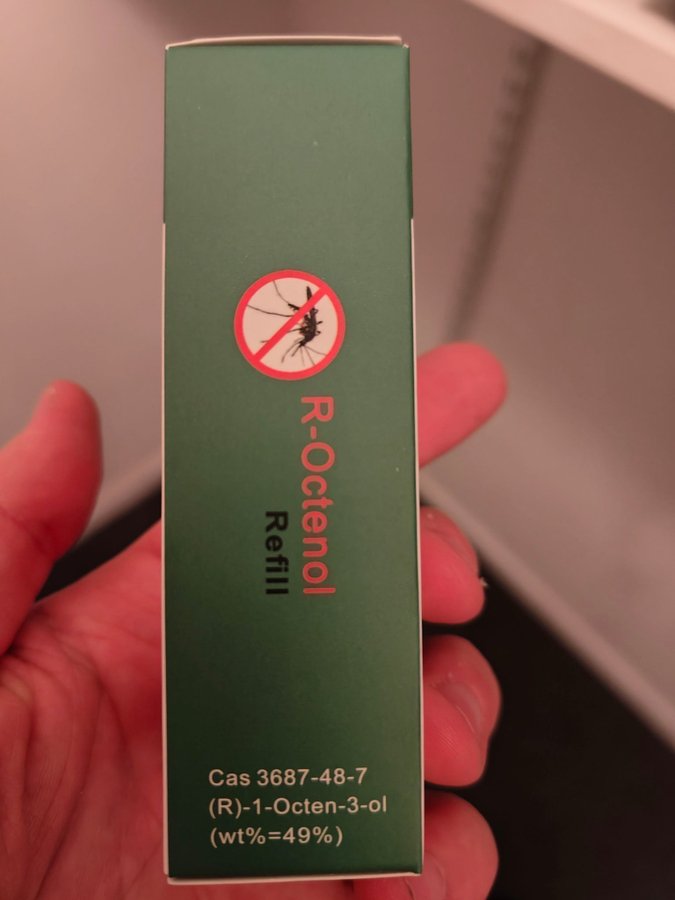 R-Octenol
Refill
Cas 3687-48-7
(R)-1-Octen-3-ol
(wt%=49%)